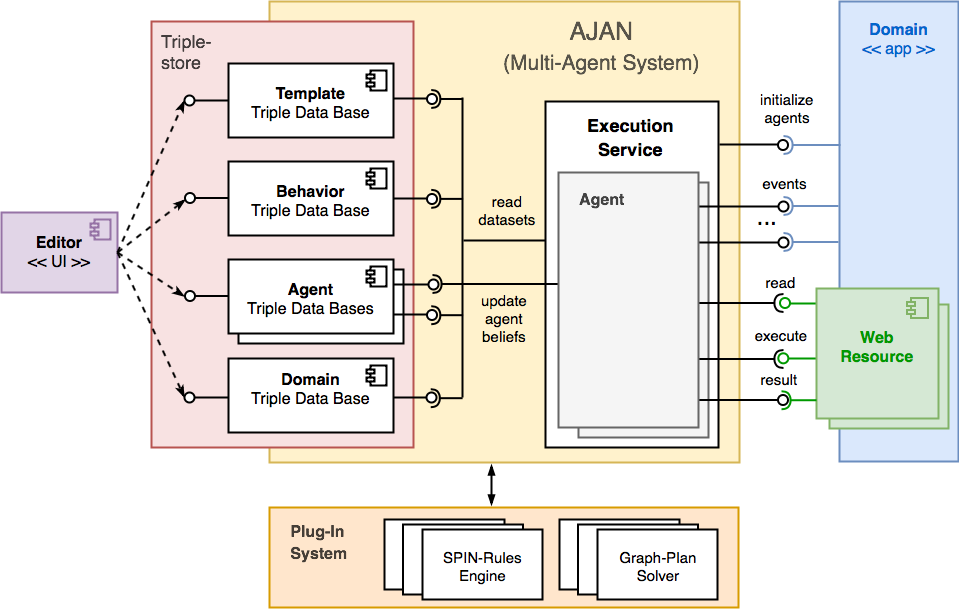 AJAN
(Multi-Agent System)
Triple-
store
Template
Triple Data Base
Behavior
Triple Data Base
Agent
Triple Data Bases
Domain
Triple Data Base
Editor
<< UI >>
read
datasets
update
agent
beliefs
Execution
Service
Agent
initialize
agents
events
...
read
execute
result
Domain
<< app >>
Web
Resource
Plug-In
System
SPIN-Rules
Engine
Graph-Plan
Solver